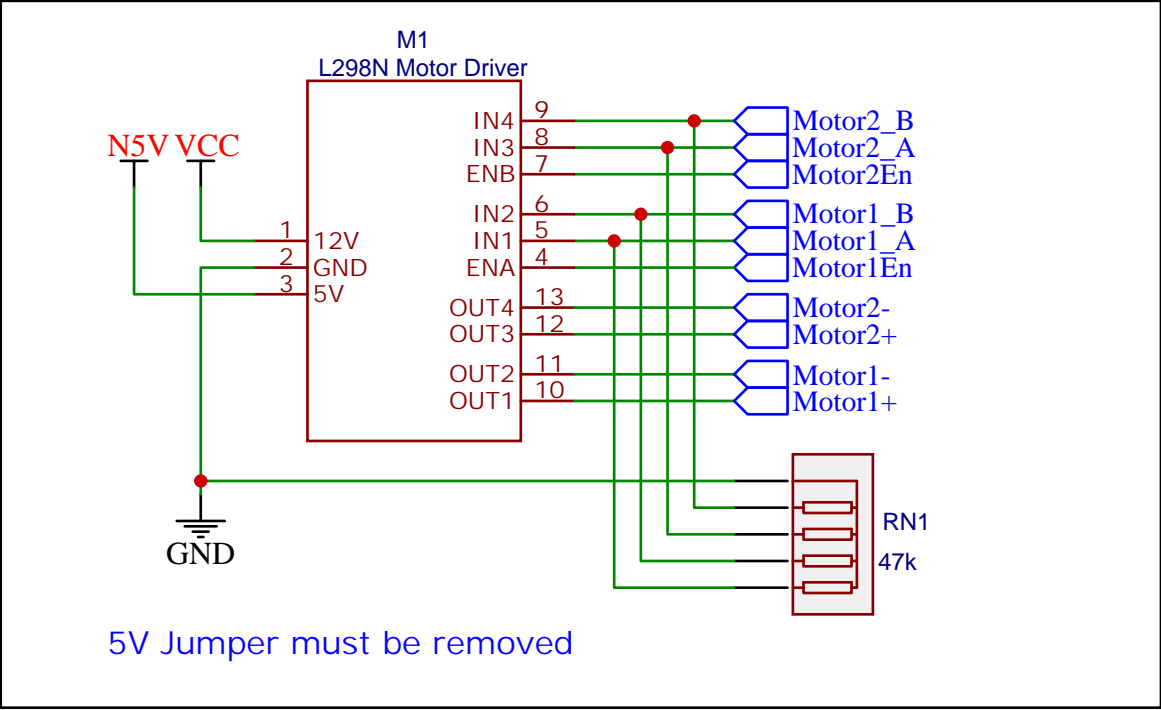 M1
L298N Motor Driver
N5V VCC
IN4 9 Motor2_B
IN3 8 Motor2_A
ENB 7 Motor2En
IN2 6 Motor1_B
1 12V IN1 5 Motor1_A
2 GND ENA 4 Motor1En
3 5V
OUT4 13 Motor2-
OUT3 12 Motor2+
OUT2 11 Motor1-
OUT1 10 Motor1+
RN1
GND
47k
5V Jumper must be removed